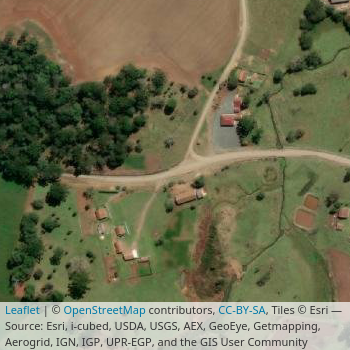 Leaflet | © OpenStreetMap contributors, CC-BY-SA, Tiles © Esri —
Source: Esri, i-cubed, USDA, USGS, AEX, GeoEye, Getmapping,
Aerogrid, IGN, IGP, UPR-EGP, and the GIS User Community